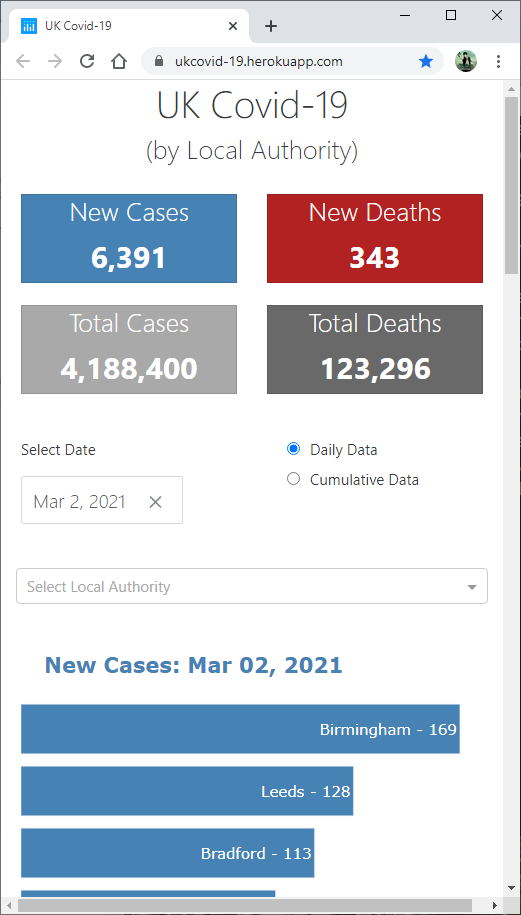 UK Covid-19
ukcovid-19.herokuapp.com
UK Covid-19
(by Local Authority)
New Cases
6,391
New Deaths
343
Total Cases
4,188,400
Total Deaths
123,296
Select Date
Mar 2, 2021
Daily Data
Cumulative Data
Select Local Authority
New Cases: Mar 02, 2021
Birmingham - 169
Leeds - 128
Bradford - 113